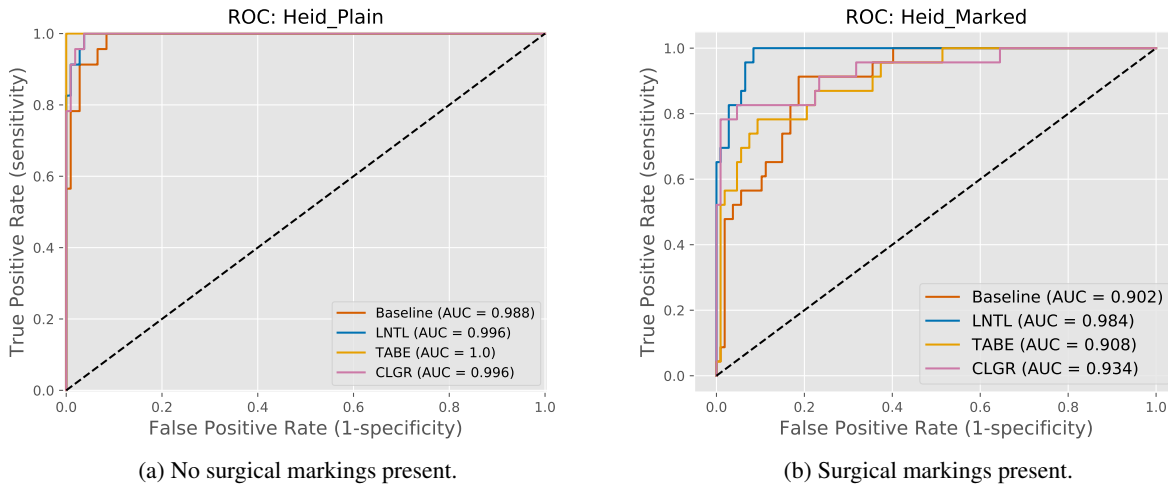 ROC: Heid_Plain
True Positive Rate (sensitivity)
1.0
0.8
0.6
0.4
0.2
0.0
0.0 0.2 0.4 0.6 0.8 1.0
False Positive Rate (1-specificity)
Baseline (AUC = 0.988)
LNTL (AUC = 0.996)
TABE (AUC = 1.0)
CLGR (AUC = 0.996)
(a) No surgical markings present.
ROC: Heid_Marked
True Positive Rate (sensitivity)
1.0
0.8
0.6
0.4
0.2
0.0
0.0 0.2 0.4 0.6 0.8 1.0
False Positive Rate (1-specificity)
Baseline (AUC = 0.902)
LNTL (AUC = 0.984)
TABE (AUC = 0.908)
CLGR (AUC = 0.934)
(b) Surgical markings present.